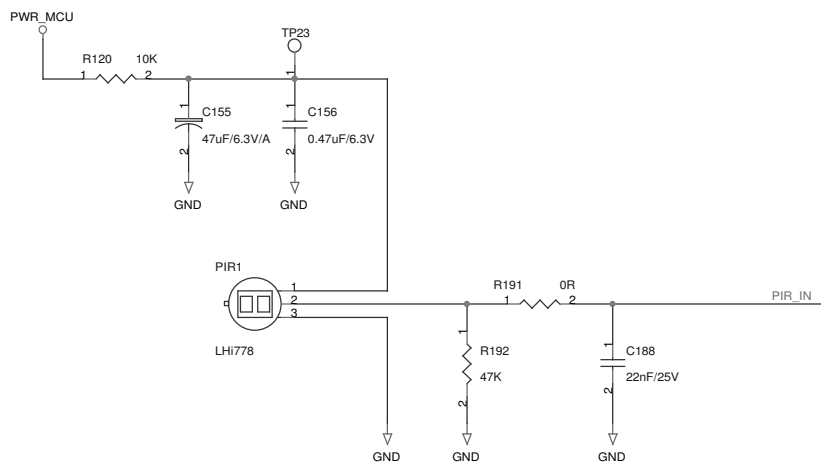 PWR_MCU
TP23
R120 10K
1 2
1
1 C155
47uF/6.3V/A
2
GND
1 C156
0.47uF/6.3V
2
GND
PIR1
1
2
3
LHi778
GND
R191 0R
1 2
PIR_IN
1
R192
47K
2
GND
1
C188
22nF/25V
2
GND